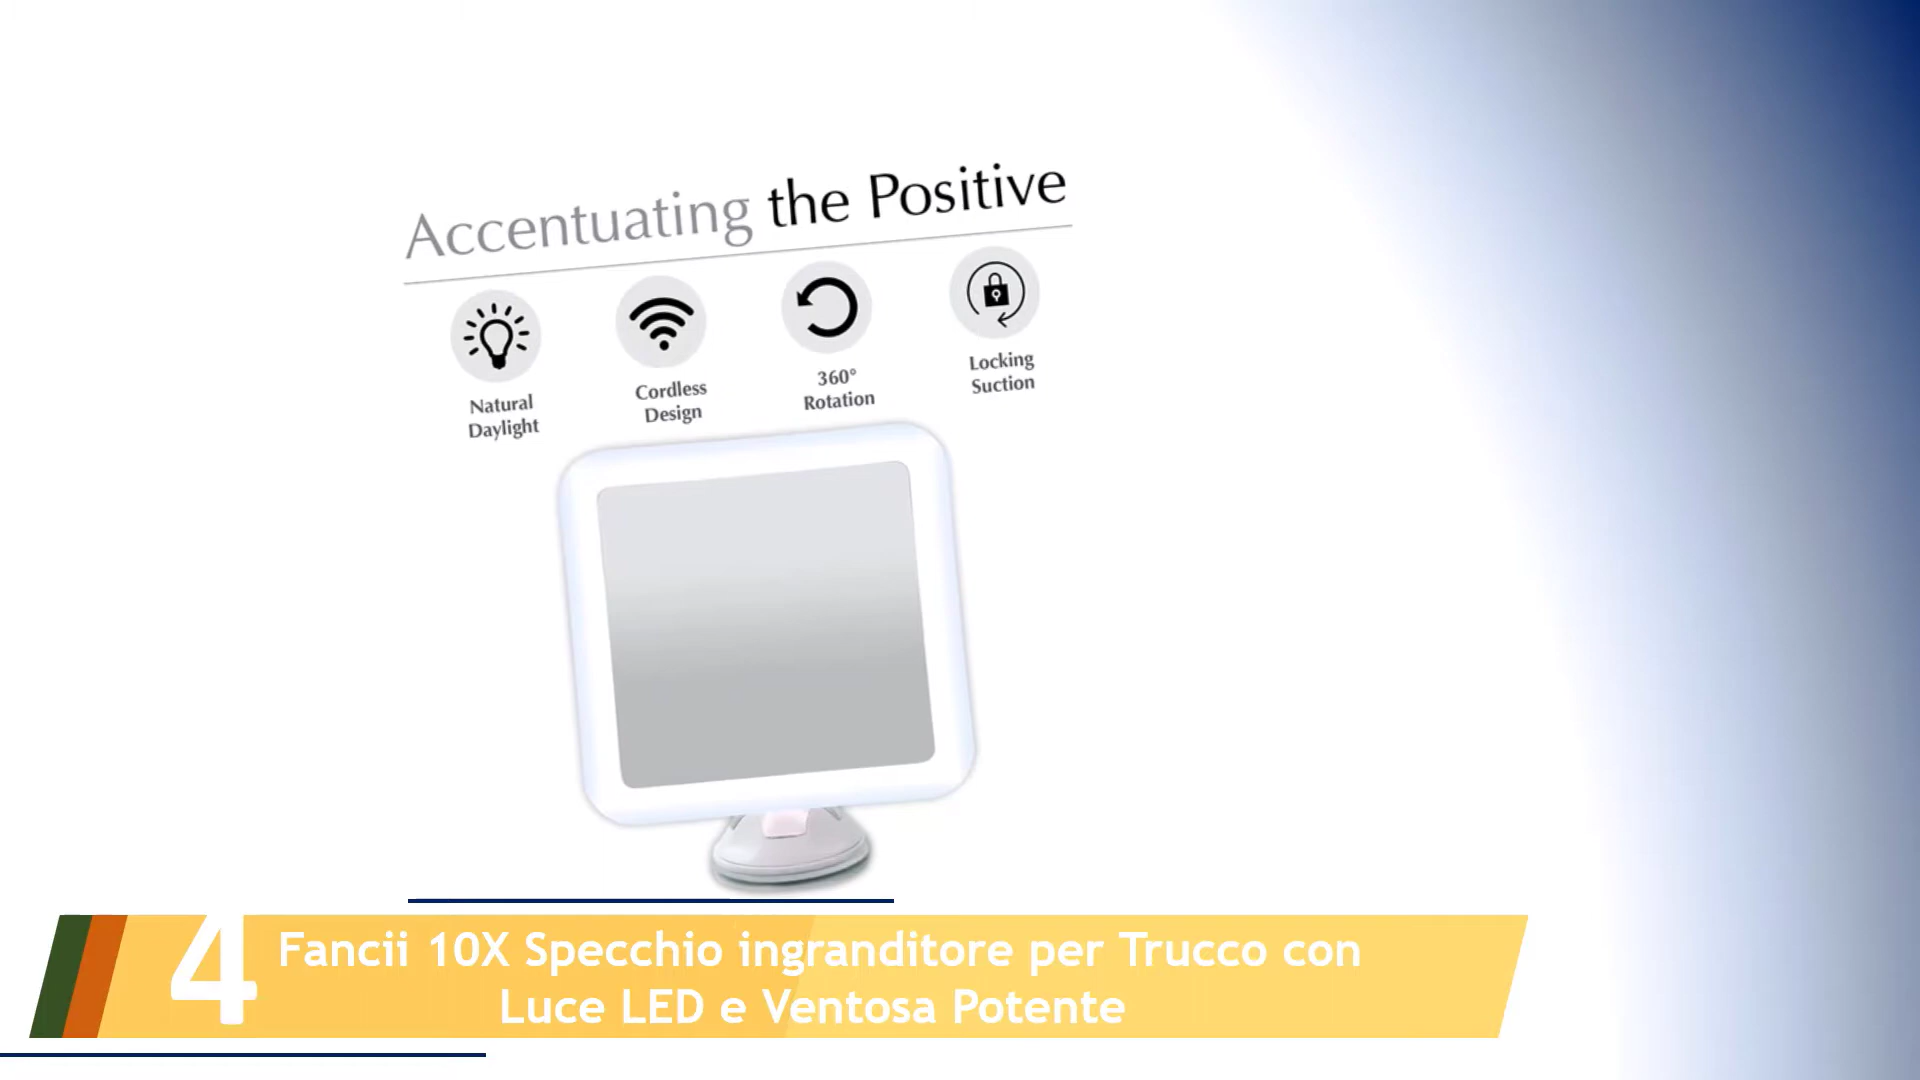 Accentuating the Positive
Natural
Daylight
Cordless
Design
360°
Rotation
Locking
Suction
4
Fancii 10X Specchio ingranditore per Trucco con
Luce LED e Ventosa Potente